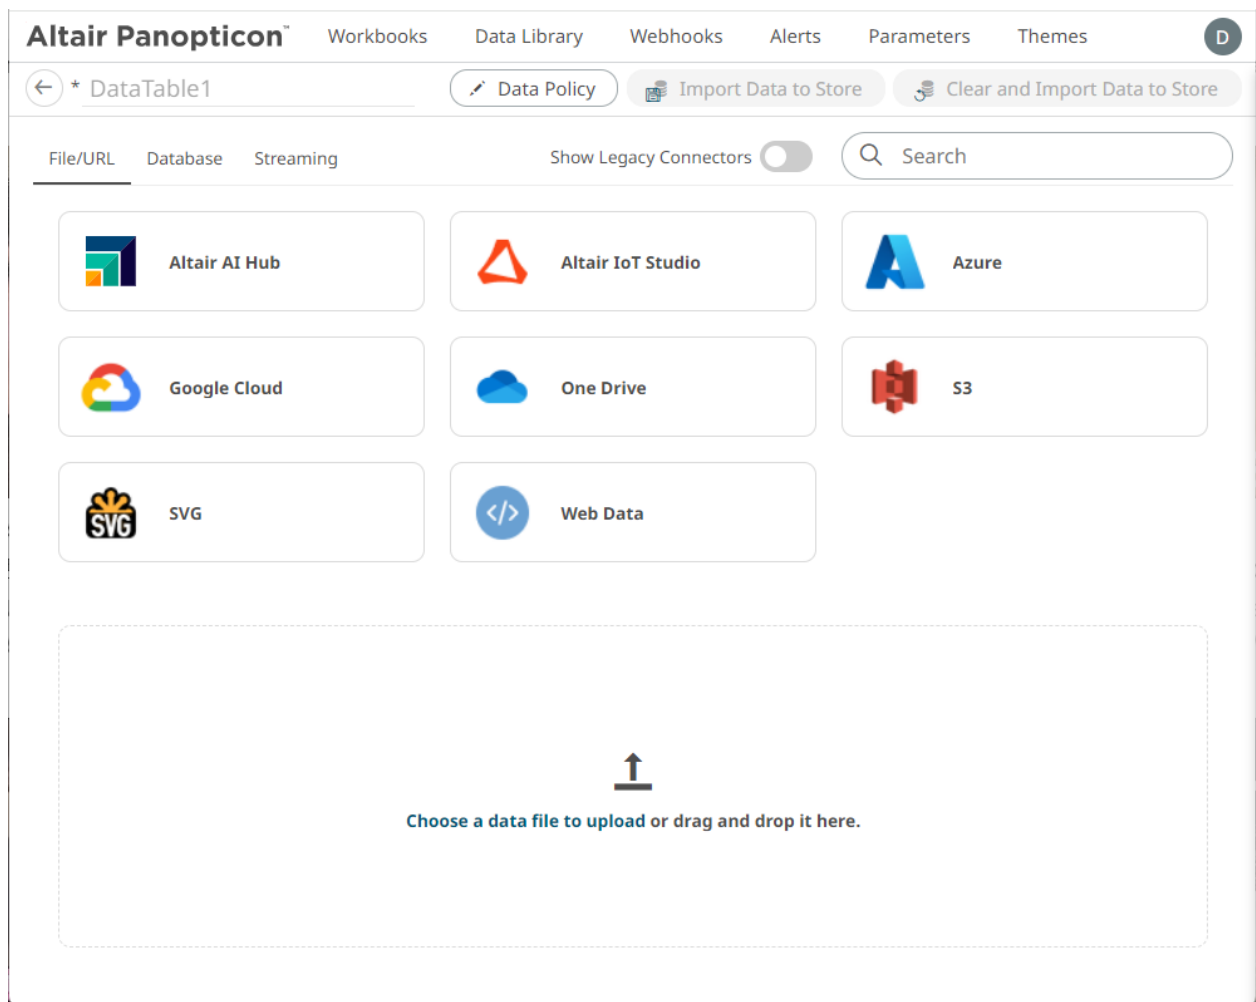 Altair Panopticon™ Workbooks Data Library Webhooks Alerts Parameters Themes D
* DataTable1 Data Policy Import Data to Store Clear and Import Data to Store
File/URL Database Streaming Show Legacy Connectors Search
Altair AI Hub Altair IoT Studio Azure
Google Cloud One Drive S3
SVG SVG </> Web Data
Choose a data file to upload or drag and drop it here.